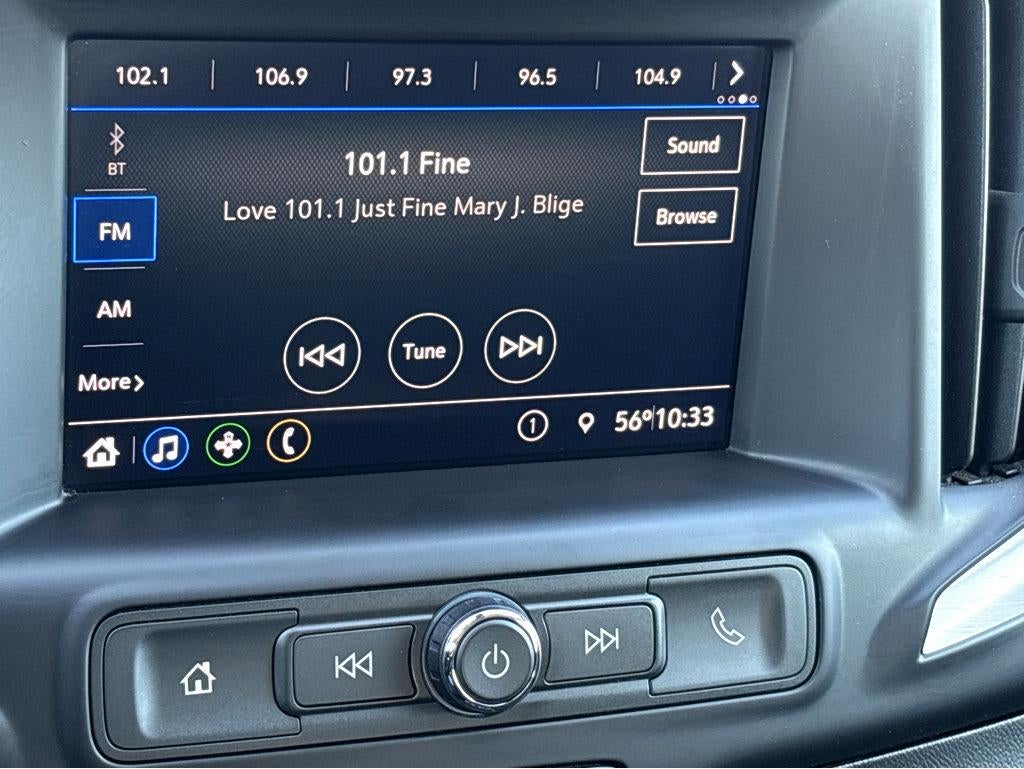 102.1 106.9 97.3 96.5 104.9
BT
101.1 Fine
Sound
Love 101.1 Just Fine Mary J. Blige
FM
Browse
AM
Tune
More
1 56° 10:33